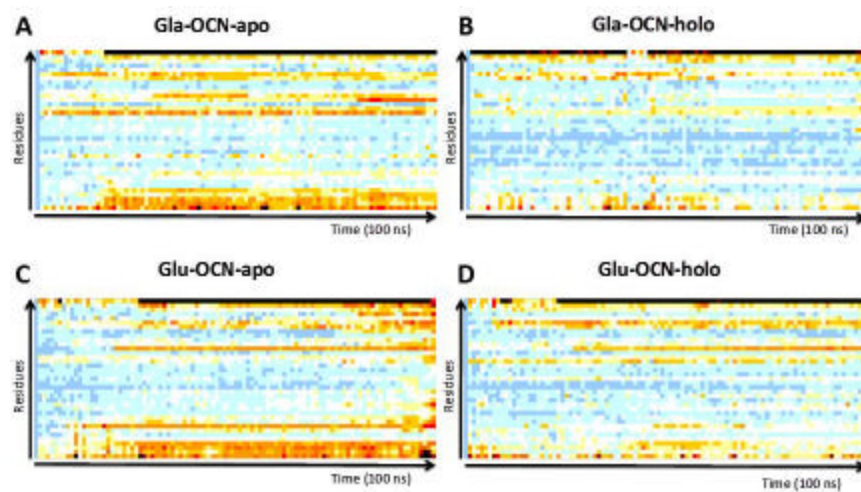 A
Gla-OCN-apo
Residues
Time (100 ns)
B
Gla-OCN-holo
Residues
Time (100 ns)
C
Glu-OCN-apo
Residues
Time (100 ns)
D
Glu-OCN-holo
Residues
Time (100 ns)